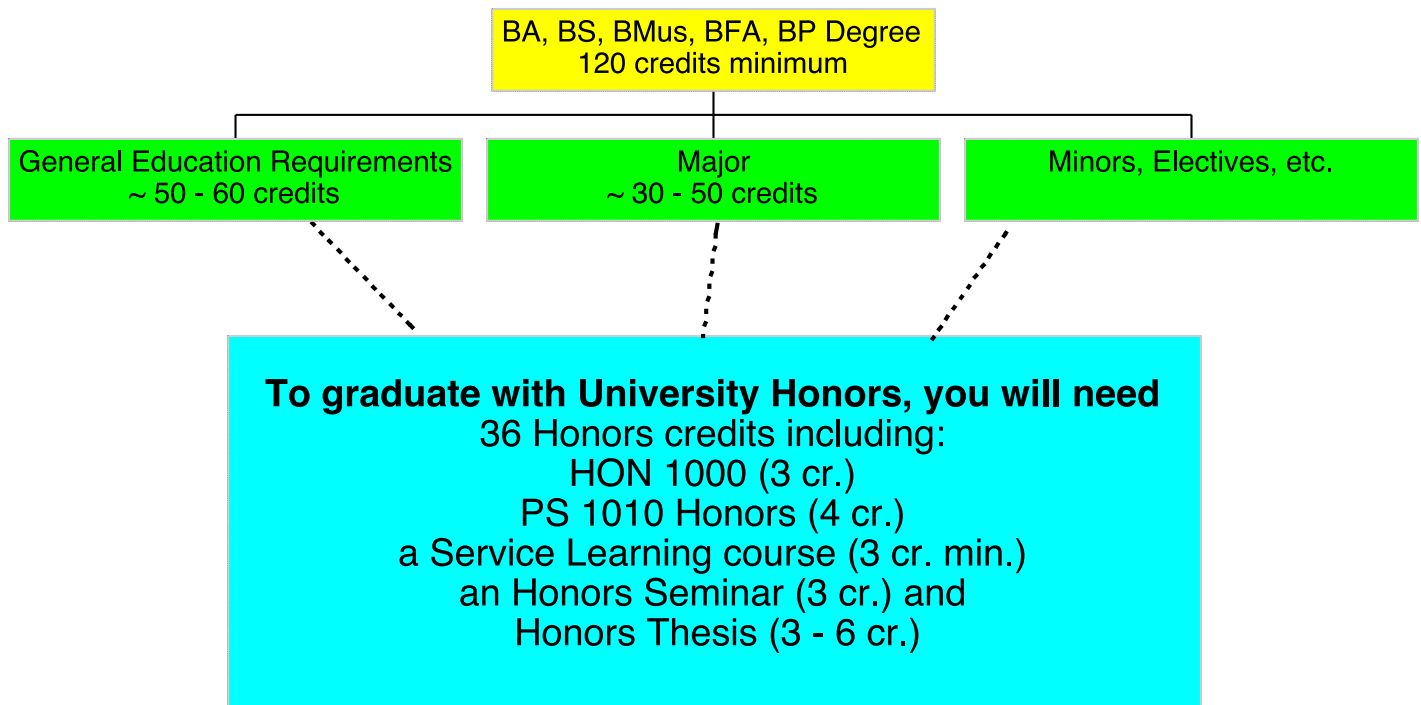 BA, BS, BMus, BFA, BP Degree
120 credits minimum
General Education Requirements
~ 50 - 60 credits
Major
~ 30 - 50 credits
Minors, Electives, etc.
To graduate with University Honors, you will need
36 Honors credits including:
HON 1000 (3 cr.)
PS 1010 Honors (4 cr.)
a Service Learning course (3 cr. min.)
an Honors Seminar (3 cr.) and
Honors Thesis (3 - 6 cr.)